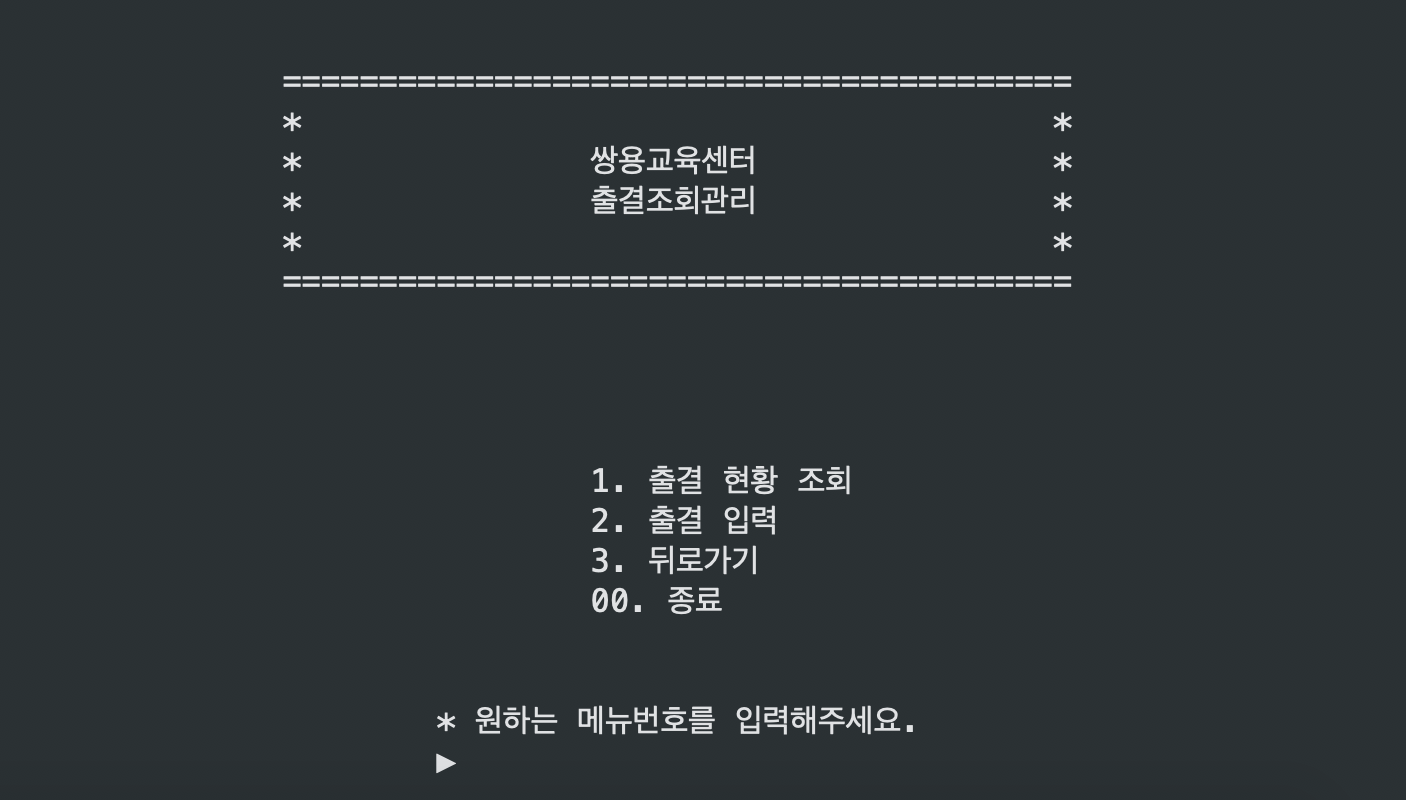 =========================================
* *
* 쌍용교육센터 *
* 출결조회관리 *
* *
=========================================
1. 출결 현황 조회
2. 출결 입력
3. 뒤로가기
00. 종료
* 원하는 메뉴번호를 입력해주세요.
▶